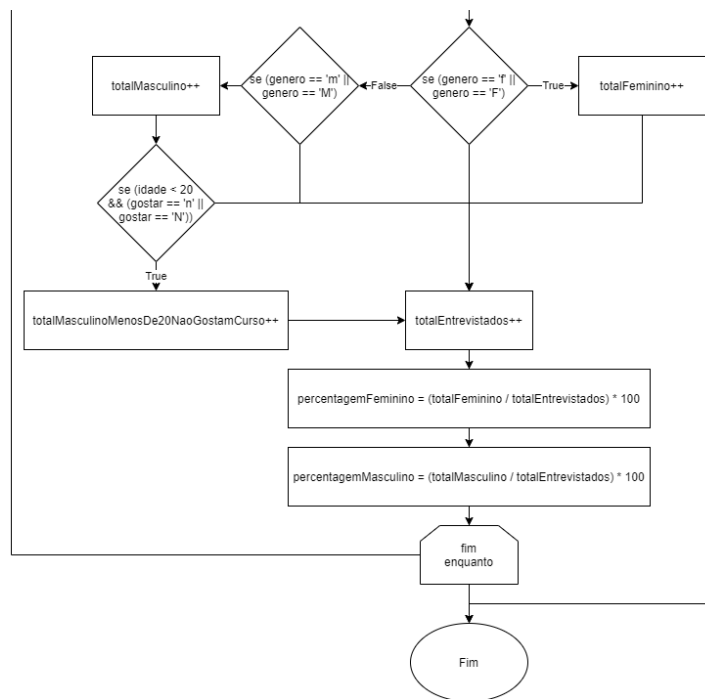 totalMasculino++
se (genero == 'm' ||
genero == 'M')
False
se (genero == 'f' ||
genero == 'F')
True
totalFeminino++
se (idade < 20
&& (gostar == 'n' ||
gostar == 'N'))
True
totalMasculinoMenosDe20NaoGostamCurso++
totalEntrevistados++
percentagemFeminino = (totalFeminino / totalEntrevistados) * 100
percentagemMasculino = (totalMasculino / totalEntrevistados) * 100
fim
enquanto
Fim